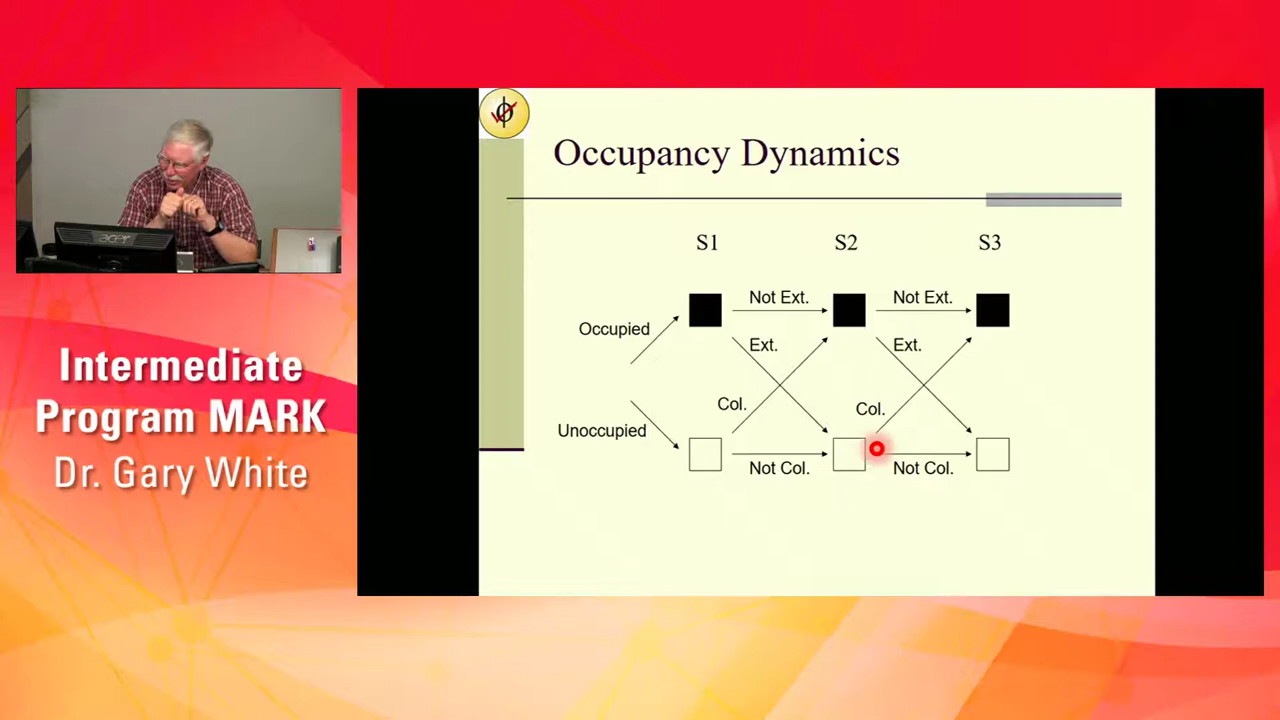 Occupancy Dynamics
S1 S2 S3
Not Ext. Not Ext.
Occupied
Ext. Ext.
Col. Col.
Unoccupied
Not Col. Not Col.
acer
Intermediate
Program MARK
Dr. Gary White